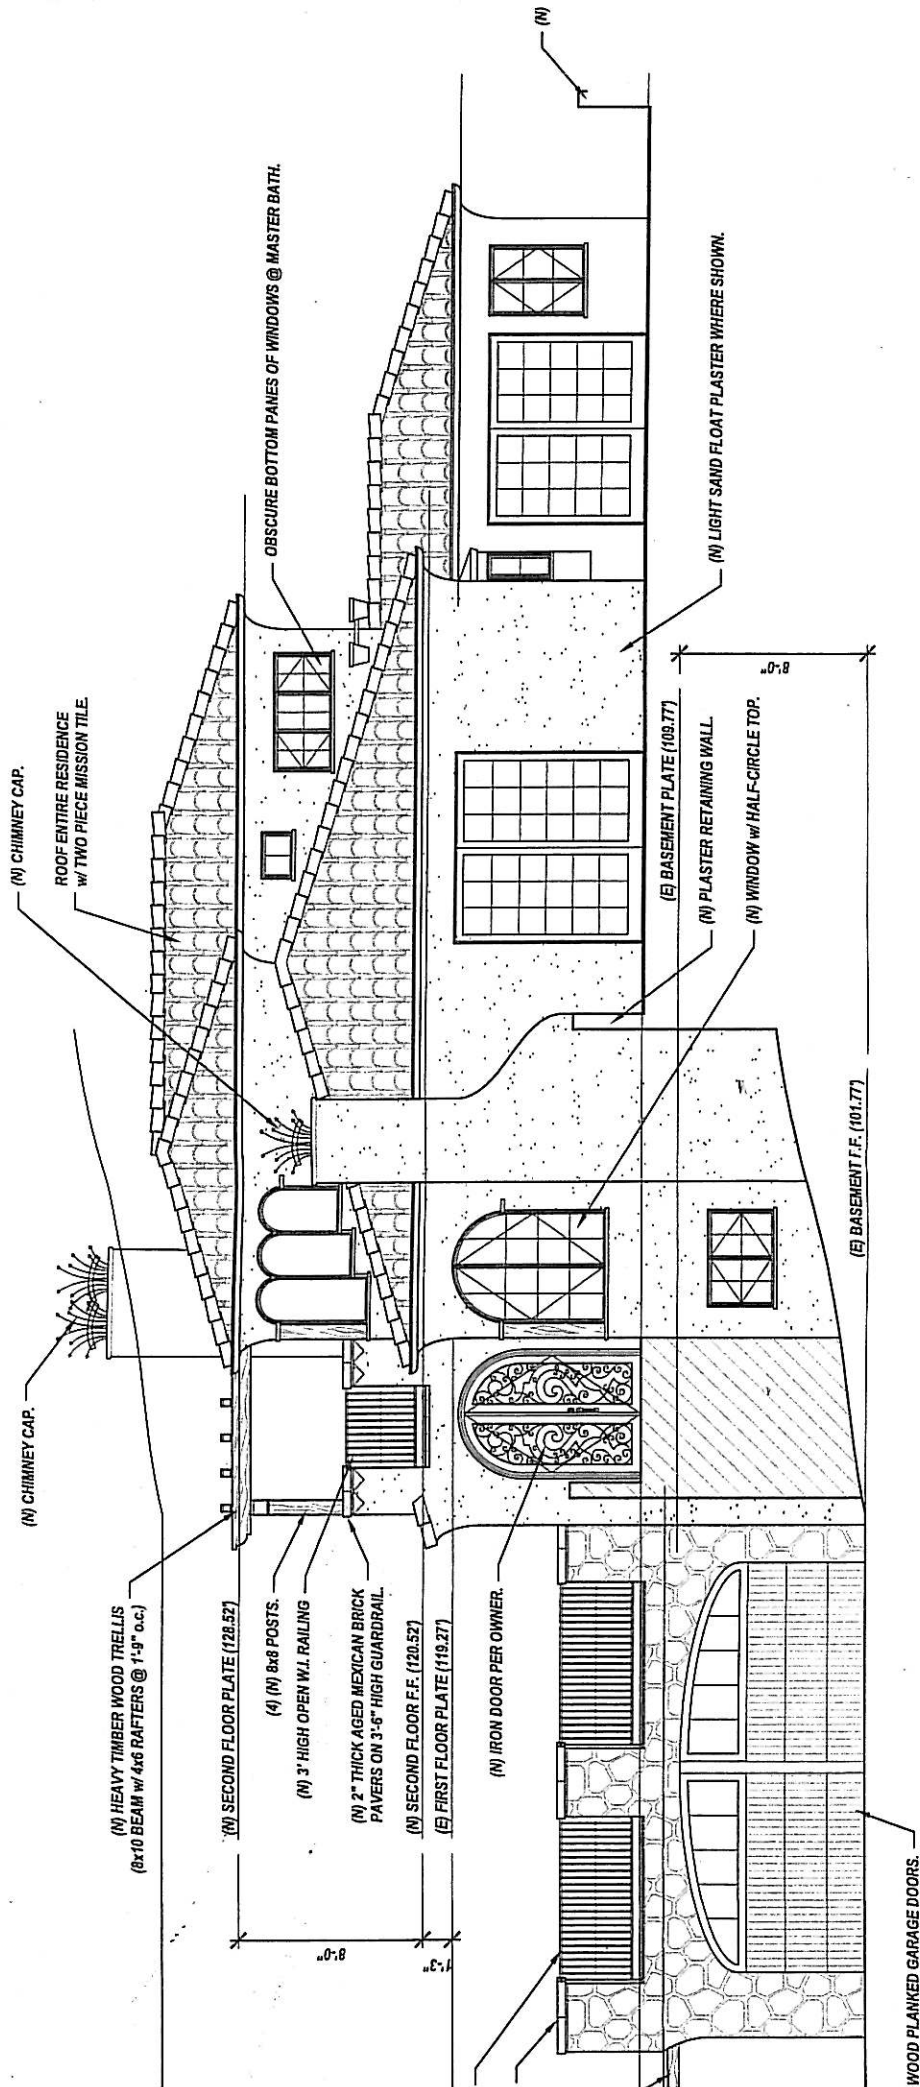 (N) CHIMNEY CAP.
(N) HEAVY TIMBER WOOD TRELLIS
(8x10 BEAM w/ 4x6 RAFTERS @ 1'-9" o.c.)
(N) SECOND FLOOR PLATE (128.52')
(4) (N) 8x8 POSTS.
(N) 3' HIGH OPEN W.I. RAILING
(N) 2" THICK AGED MEXICAN BRICK
PAVERS ON 3'-6" HIGH GUARDRAIL.
(N) SECOND F.F. (120.52')
(E) FIRST FLOOR PLATE (119.27')
8'-0"
1'-3"
(N) CHIMNEY CAP.
ROOF ENTIRE RESIDENCE
w/ TWO PIECE MISSION TILE.
OBSCURE BOTTOM PANES OF WINDOWS @ MASTER BATH.
(N)
(N) IRON DOOR PER OWNER.
(N) LIGHT SAND FLOAT PLASTER WHERE SHOWN.
(E) BASEMENT PLATE (109.77')
8'-0"
(N) PLASTER RETAINING WALL.
(N) WINDOW w/ HALF-CIRCLE TOP.
(E) BASEMENT F.F. (101.77')
WOOD PLANKED GARAGE DOORS.